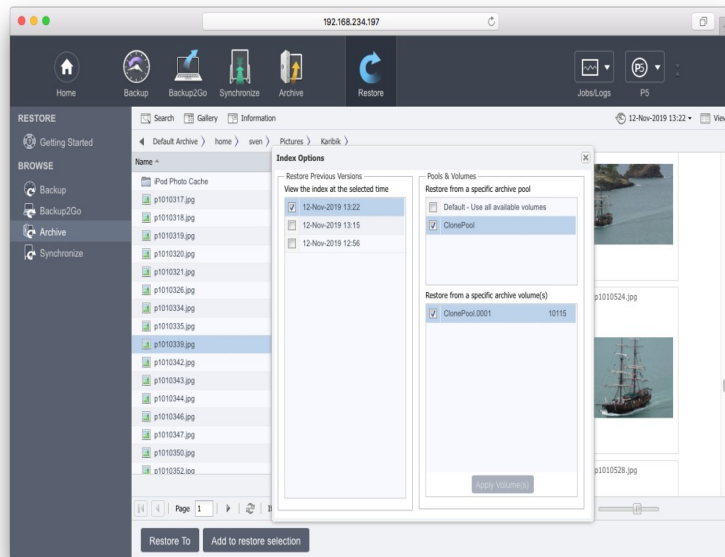 192.168.234.197
Home
Backup
Backup2Go
Synchronize
Archive
Restore
Jobs/Logs
P5
P5
RESTORE
Getting Started
BROWSE
Backup
Backup2Go
Archive
Synchronize
Search Gallery Information
12-Nov-2019 13:22
View
Default Archive home sven Pictures Karibik
Name
iPod Photo Cache
p1010317.jpg
p1010318.jpg
p1010319.jpg
p1010320.jpg
p1010321.jpg
p1010326.jpg
p1010334.jpg
p1010335.jpg
p1010339.jpg
p1010342.jpg
p1010343.jpg
p1010344.jpg
p1010346.jpg
p1010347.jpg
p1010350.jpg
p1010352.jpg
Page 1
Restore To
Add to restore selection
Index Options
Restore Previous Versions
View the index at the selected time
12-Nov-2019 13:22
12-Nov-2019 13:15
12-Nov-2019 12:56
Pools & Volumes
Restore from a specific archive pool
Default - Use all available volumes
ClonePool
Restore from a specific archive volume(s)
ClonePool.0001 10115
Apply Volume(s)
p1010524.jpg
p1010528.jpg